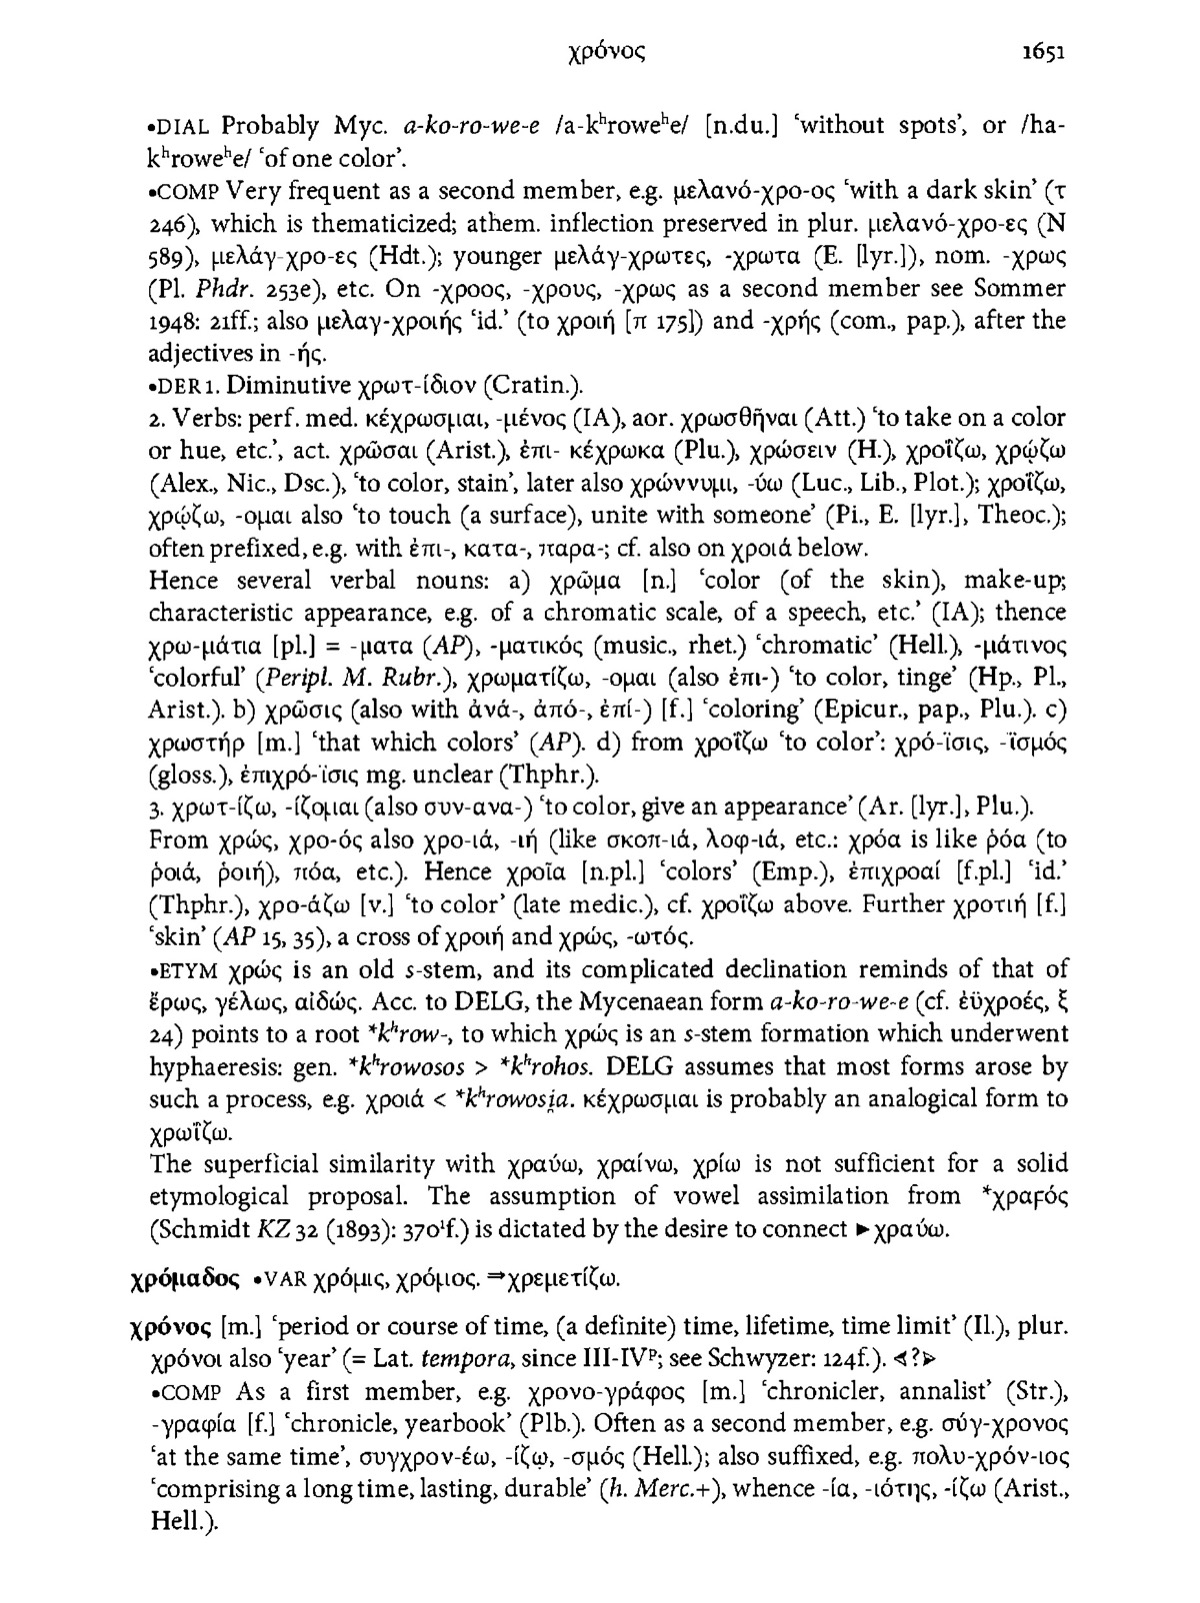 χρόνος 1651
•DIAL Probably Myc. a-ko-ro-we-e /a-kʰroweʰe/ [n.du.] ‘without spots’, or /ha-
kʰroweʰe/ ‘of one color’.
•COMP Very frequent as a second member, e.g. μελανό-χρο-ος ‘with a dark skin’ (τ
246), which is thematicized; athem. inflection preserved in plur. μελανό-χρο-ες (N
589), μελάγ-χρο-ες (Hdt.); younger μελάγ-χρωτες, -χρωτα (E. [lyr.]), nom. -χρως
(Pl. Phdr. 253e), etc. On -χροος, -χρους, -χρως as a second member see Sommer
1948: 21ff.; also μελαγ-χροιής ‘id.’ (to χροιή [π 175]) and -χρής (com., pap.), after the
adjectives in -ής.
•DER 1. Diminutive χρωτ-ίδιον (Cratin.).
2. Verbs: perf. med. κέχρωσμαι, -μένος (IA), aor. χρωσθῆναι (Att.) ‘to take on a color
or hue, etc.’, act. χρῶσαι (Arist.), ἐπι- κέχρωκα (Plu.), χρώσειν (H.), χροΐζω, χρῴζω
(Alex., Nic., Dsc.), ‘to color, stain’, later also χρώννυμι, -ύω (Luc., Lib., Plot.); χροΐζω,
χρῴζω, -ομαι also ‘to touch (a surface), unite with someone’ (Pi., E. [lyr.], Theoc.);
often prefixed, e.g. with ἐπι-, κατα-, παρα-; cf. also on χροιά below.
Hence several verbal nouns: a) χρῶμα [n.] ‘color (of the skin), make-up;
characteristic appearance, e.g. of a chromatic scale, of a speech, etc.’ (IA); thence
χρω-μάτια [pl.] = -ματα (AP), -ματικός (music., rhet.) ‘chromatic’ (Hell.), -μάτινος
‘colorful’ (Peripl. M. Rubr.), χρωματίζω, -ομαι (also ἐπι-) ‘to color, tinge’ (Hp., Pl.,
Arist.). b) χρῶσις (also with ἀνά-, ἀπό-, ἐπί-) [f.] ‘coloring’ (Epicur., pap., Plu.). c)
χρωστήρ [m.] ‘that which colors’ (AP). d) from χροΐζω ‘to color’: χρό-ϊσις, -ϊσμός
(gloss.), ἐπιχρό-ϊσις mg. unclear (Thphr.).
3. χρωτ-ίζω, -ίζομαι (also συν-ανα-) ‘to color, give an appearance’ (Ar. [lyr.], Plu.).
From χρώς, χρο-ός also χρο-ιά, -ιή (like σκοπ-ιά, λοφ-ιά, etc.: χρόα is like ῥόα (to
ῥοιά, ῥοιή), πόα, etc.). Hence χροῖα [n.pl.] ‘colors’ (Emp.), ἐπιχροαί [f.pl.] ‘id.’
(Thphr.), χρο-άζω [v.] ‘to color’ (late medic.), cf. χροΐζω above. Further χροτιή [f.]
‘skin’ (AP 15, 35), a cross of χροιή and χρώς, -ωτός.
•ETYM χρώς is an old s-stem, and its complicated declination reminds of that of
ἔρως, γέλως, αἰδώς. Acc. to DELG, the Mycenaean form a-ko-ro-we-e (cf. ἐϋχροές, ξ
24) points to a root *kʰrow-, to which χρώς is an s-stem formation which underwent
hyphaeresis: gen. *kʰrowosos > *kʰrohos. DELG assumes that most forms arose by
such a process, e.g. χροιά < *kʰrowosi̯a. κέχρωσμαι is probably an analogical form to
χρωΐζω.
The superficial similarity with χραύω, χραίνω, χρίω is not sufficient for a solid
etymological proposal. The assumption of vowel assimilation from *χραϝός
(Schmidt KZ 32 (1893): 370¹f.) is dictated by the desire to connect ►χραύω.
χρόμαδος •VAR χρόμις, χρόμιος. ⇒χρεμετίζω.
χρόνος [m.] ‘period or course of time, (a definite) time, lifetime, time limit’ (Il.), plur.
χρόνοι also ‘year’ (= Lat. tempora, since III-IVᵖ; see Schwyzer: 124f.). ⊰?⊱
•COMP As a first member, e.g. χρονο-γράφος [m.] ‘chronicler, annalist’ (Str.),
-γραφία [f.] ‘chronicle, yearbook’ (Plb.). Often as a second member, e.g. σύγ-χρονος
‘at the same time’, συγχρον-έω, -ίζῳ, -σμός (Hell.); also suffixed, e.g. πολυ-χρόν-ιος
‘comprising a long time, lasting, durable’ (h. Merc.+), whence -ία, -ιότης, -ίζω (Arist.,
Hell.).